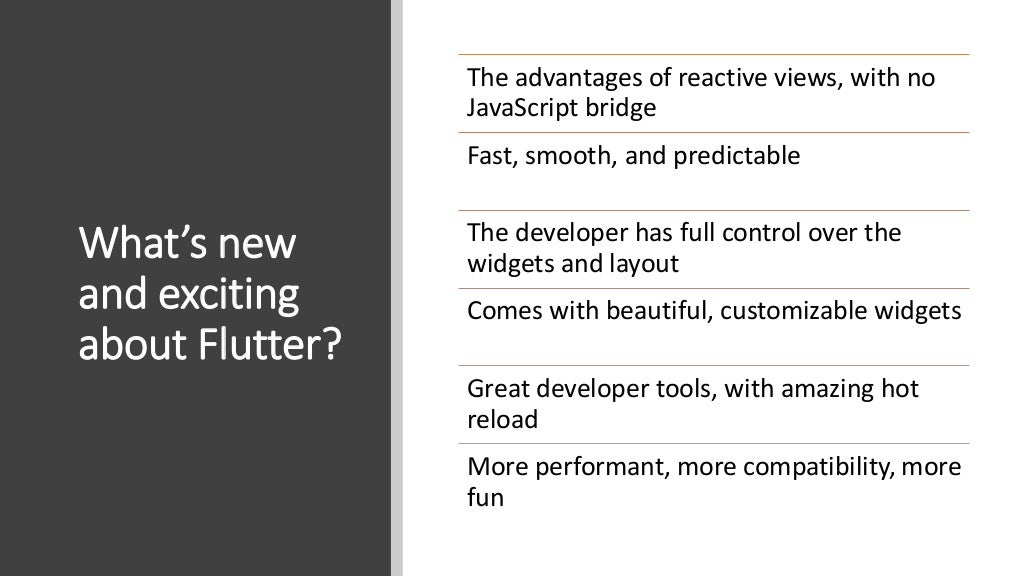 What’s new
and exciting
about Flutter?
The advantages of reactive views, with no
JavaScript bridge
Fast, smooth, and predictable
The developer has full control over the
widgets and layout
Comes with beautiful, customizable widgets
Great developer tools, with amazing hot
reload
More performant, more compatibility, more
fun